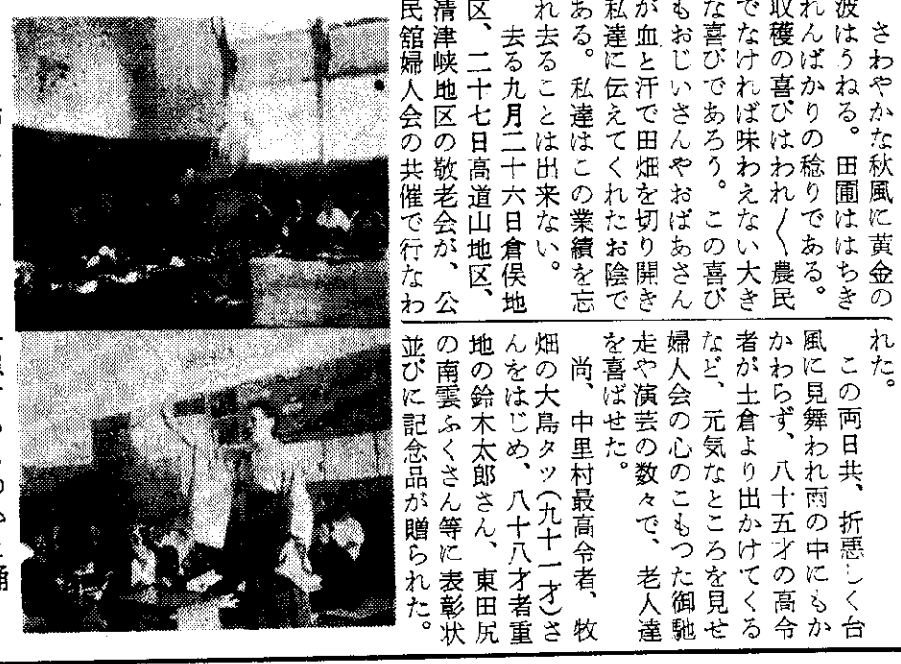 さわやかな秋風に黄金の
波はうねる。田圃ははちき
れんばかりの稔りである。
収穫の喜びはわれ〳〵農民
でなければ味わえない大き
な喜びであろう。この喜び
もおじいさんやおばあさん
が血と汗で田畑を切り開き
私達に伝えてくれたお陰で
ある。私達はこの業績を忘
れ去ることは出来ない。
去る九月二十六日倉俣地
区、二十七日高道山地区、
清津峡地区の敬老会が、公
民館婦人会の共催で行なわ
れた。
この両日共、折悪しく台
風に見舞われ雨の中にもか
かわらず、八十五才の高令
者が土倉より出かけてくる
など、元気なところを見せ
婦人会の心のこもつた御馳
走や演芸の数々で、老人達
を喜ばせた。
尚、中里村最高令者、牧
畑の大島タツ(九十一才)さ
んをはじめ、八十八才者重
地の鈴木太郎さん、東田尻
の南雲ふくさん等に表彰状
並びに記念品が贈られた。